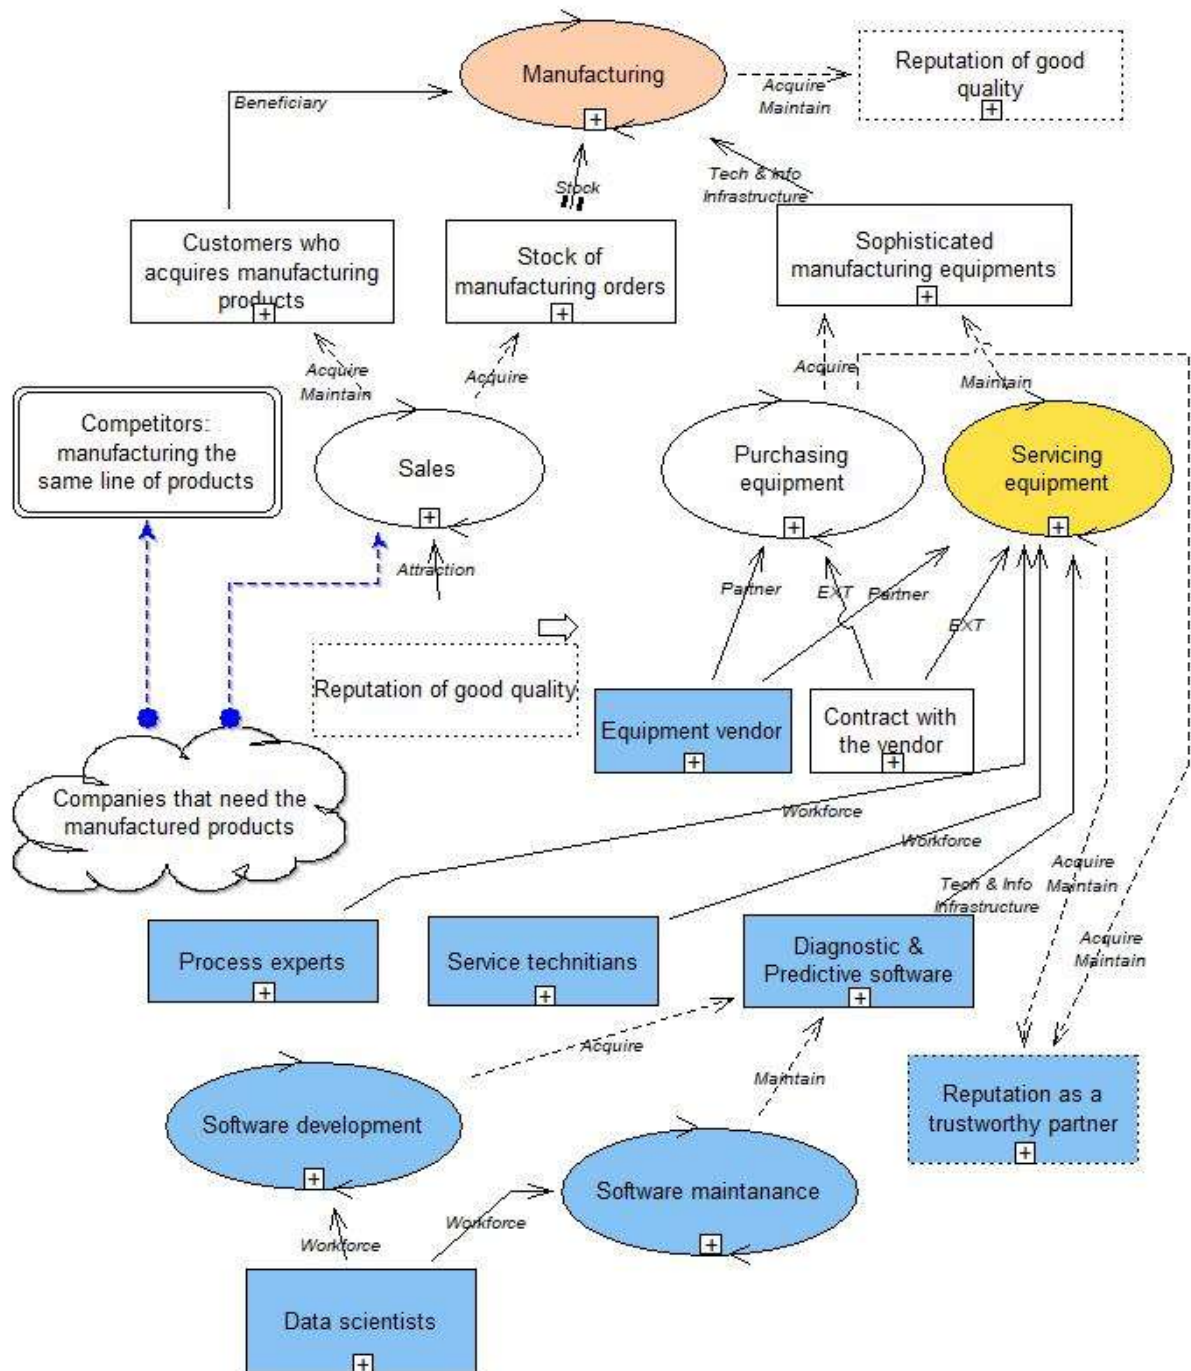 Manufacturing
+
Reputation of good
quality
+
Acquire
Maintain
Beneficiary
Stock
Tech & Info
Infrastructure
Customers who
acquires manufacturing
products
+
Stock of
manufacturing orders
+
Sophisticated
manufacturing equipments
+
Acquire
Maintain
Acquire
Acquire
Maintain
Competitors:
manufacturing the
same line of products
Sales
+
Purchasing
equipment
+
Servicing
equipment
+
Attraction
Partner
EXT
Partner
EXT
Reputation of good quality
Equipment vendor
+
Contract with
the vendor
+
Companies that need the
manufactured products
Workforce
Workforce
Tech & Info
Infrastructure
Acquire
Maintain
Acquire
Maintain
Process experts
+
Service technitians
+
Diagnostic &
Predictive software
+
Acquire
Maintain
Software development
+
Reputation as a
trustworthy partner
+
Software maintanance
+
Workforce
Workforce
Data scientists
+